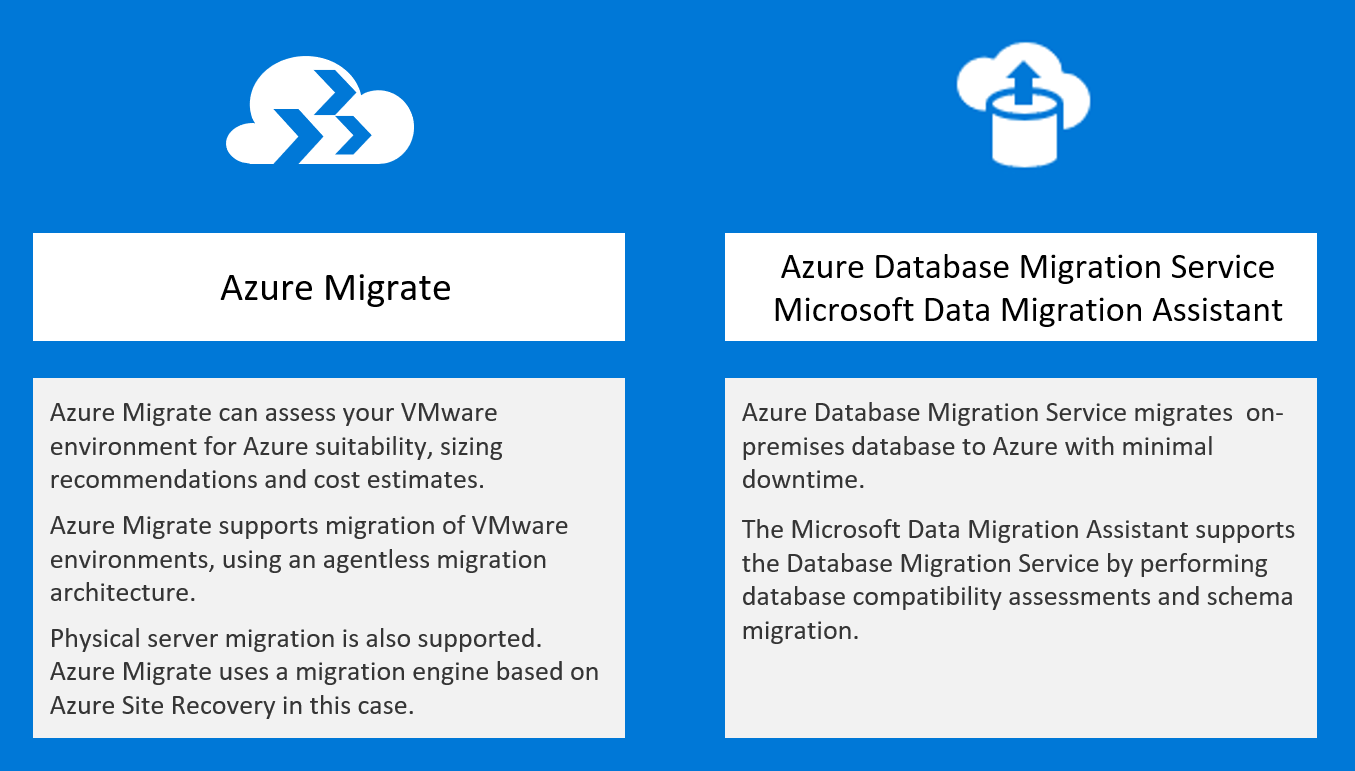 Azure Migrate
Azure Migrate can assess your VMware
environment for Azure suitability, sizing
recommendations and cost estimates.
Azure Migrate supports migration of VMware
environments, using an agentless migration
architecture.
Physical server migration is also supported.
Azure Migrate uses a migration engine based on
Azure Site Recovery in this case.
Azure Database Migration Service
Microsoft Data Migration Assistant
Azure Database Migration Service migrates  on-
premises database to Azure with minimal
downtime.
The Microsoft Data Migration Assistant supports
the Database Migration Service by performing
database compatibility assessments and schema
migration.